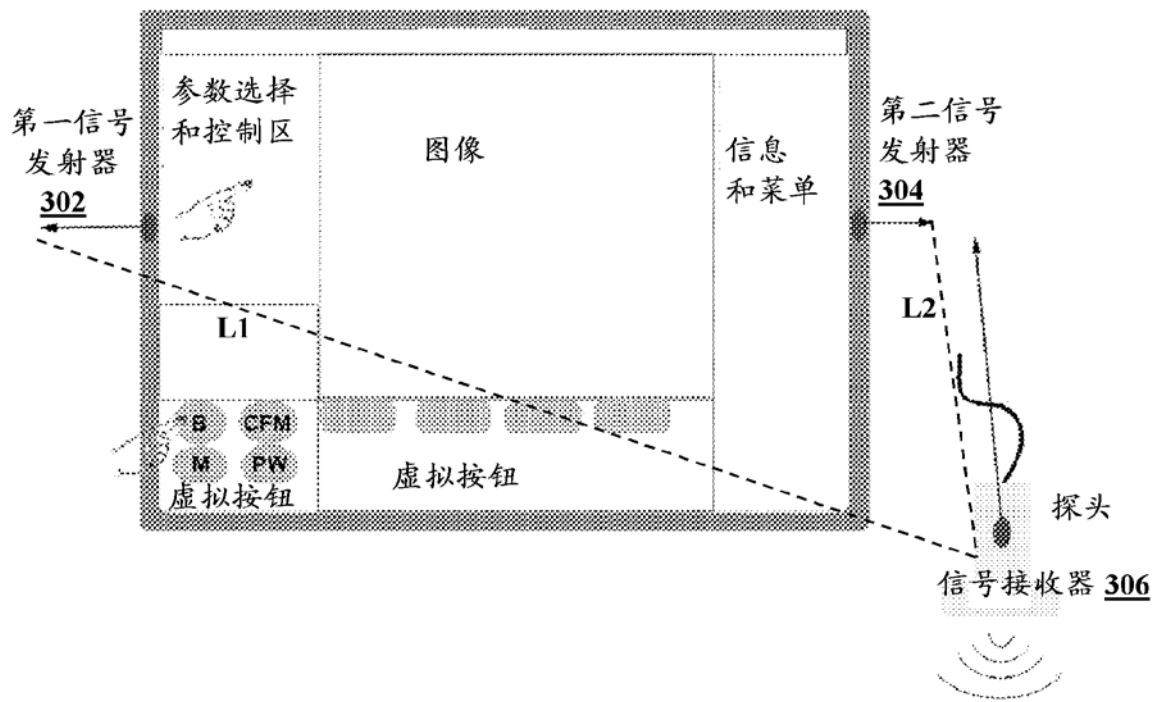 第一信号
发射器
302
参数选择
和控制区
图像
信息
和菜单
第二信号
发射器
304
L1
L2
B
CFM
M
PW
虚拟按钮
虚拟按钮
探头
信号接收器 306